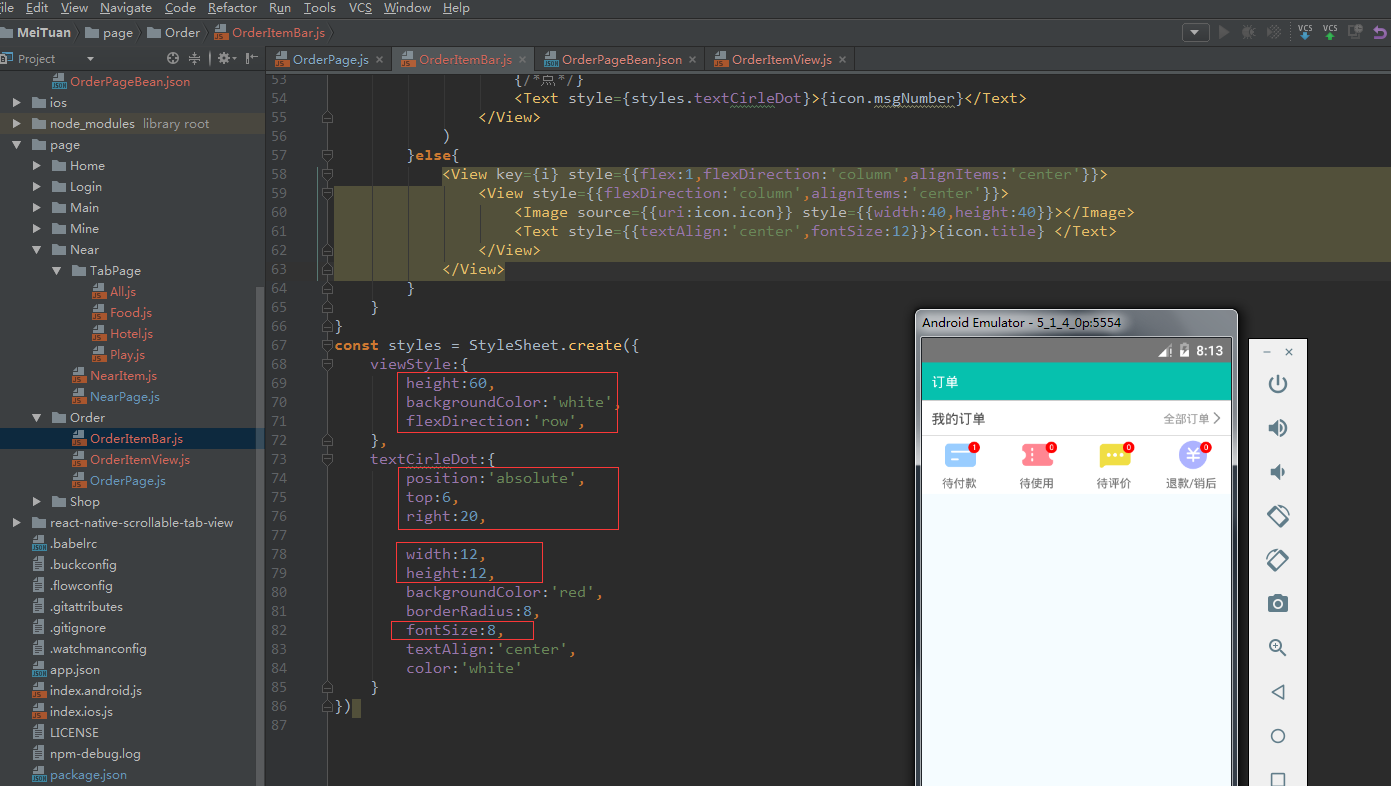 File Edit View Navigate Code Refactor Run Tools VCS Window Help
MeiTuan page Order OrderItemBar.js
VCS VCS
Project
OrderPage.js OrderItemBar.js OrderPageBean.json OrderItemView.js
OrderPageBean.json
ios
node_modules library root
page
Home
Login
Main
Mine
Near
TabPage
All.js
Food.js
Hotel.js
Play.js
NearItem.js
NearPage.js
Order
OrderItemBar.js
OrderItemView.js
OrderPage.js
Shop
react-native-scrollable-tab-view
.babelrc
.buckconfig
.flowconfig
.gitattributes
.gitignore
.watchmanconfig
app.json
index.android.js
index.ios.js
LICENSE
npm-debug.log
package.json
53 {/*点*/}
54 <Text style={styles.textCirleDot}>{icon.msgNumber}</Text>
55 </View>
56 )
57 }else{
58 <View key={i} style={{flex:1,flexDirection:'column',alignItems:'center'}}>
59 <View style={{flexDirection:'column',alignItems:'center'}}>
60 <Image source={{uri:icon.icon}} style={{width:40,height:40}}></Image>
61 <Text style={{textAlign:'center',fontSize:12}}>{icon.title} </Text>
62 </View>
63 </View>
64 }
65 }
66 }
67 const styles = StyleSheet.create({
68 viewStyle:{
69 height:60,
70 backgroundColor:'white',
71 flexDirection:'row',
72 },
73 textCirleDot:{
74 position:'absolute',
75 top:6,
76 right:20,
77
78 width:12,
79 height:12,
80 backgroundColor:'red',
81 borderRadius:8,
82 fontSize:8,
83 textAlign:'center',
84 color:'white'
85 }
86 })
87
Android Emulator - 5_1_4_0p:5554
8:13
订单
我的订单 全部订单
1 0 0 0
待付款 待使用 待评价 退款/销后